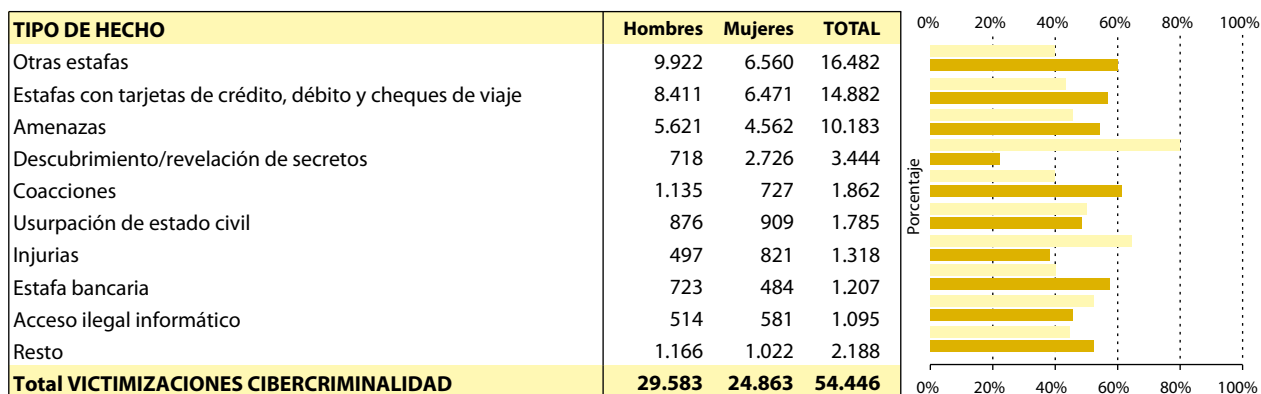 TIPO DE HECHO Hombres Mujeres TOTAL
Otras estafas 9.922 6.560 16.482
Estafas con tarjetas de crédito, débito y cheques de viaje 8.411 6.471 14.882
Amenazas 5.621 4.562 10.183
Descubrimiento/revelación de secretos 718 2.726 3.444
Coacciones 1.135 727 1.862
Usurpación de estado civil 876 909 1.785
Injurias 497 821 1.318
Estafa bancaria 723 484 1.207
Acceso ilegal informático 514 581 1.095
Resto 1.166 1.022 2.188
Total VICTIMIZACIONES CIBERCRIMINALIDAD 29.583 24.863 54.446
0% 20% 40% 60% 80% 100%
Porcentaje
0% 20% 40% 60% 80% 100%